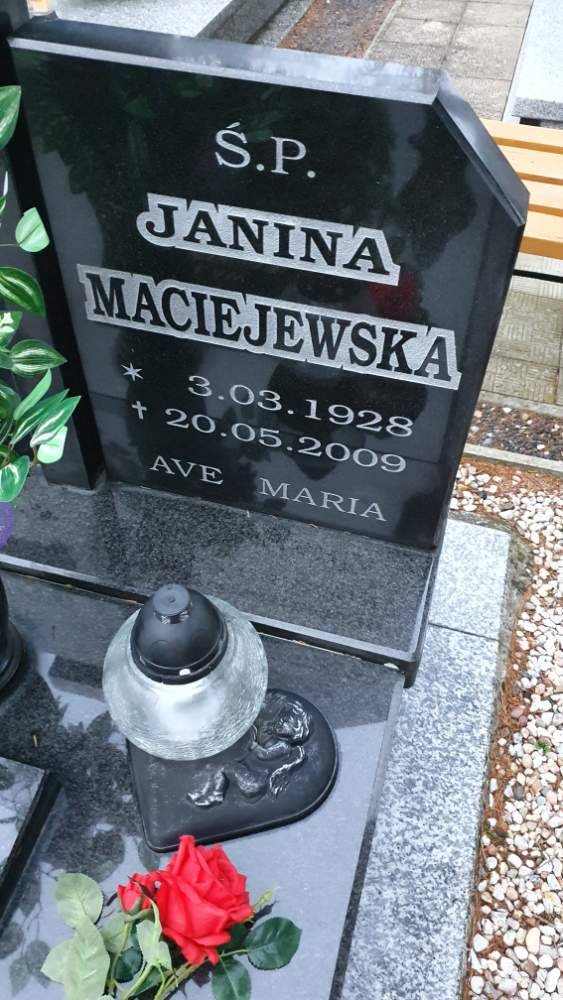 Ś.P.
JANINA
MACIEJEWSKA
* 3.03.1928
✝ 20.05.2009
AVE MARIA